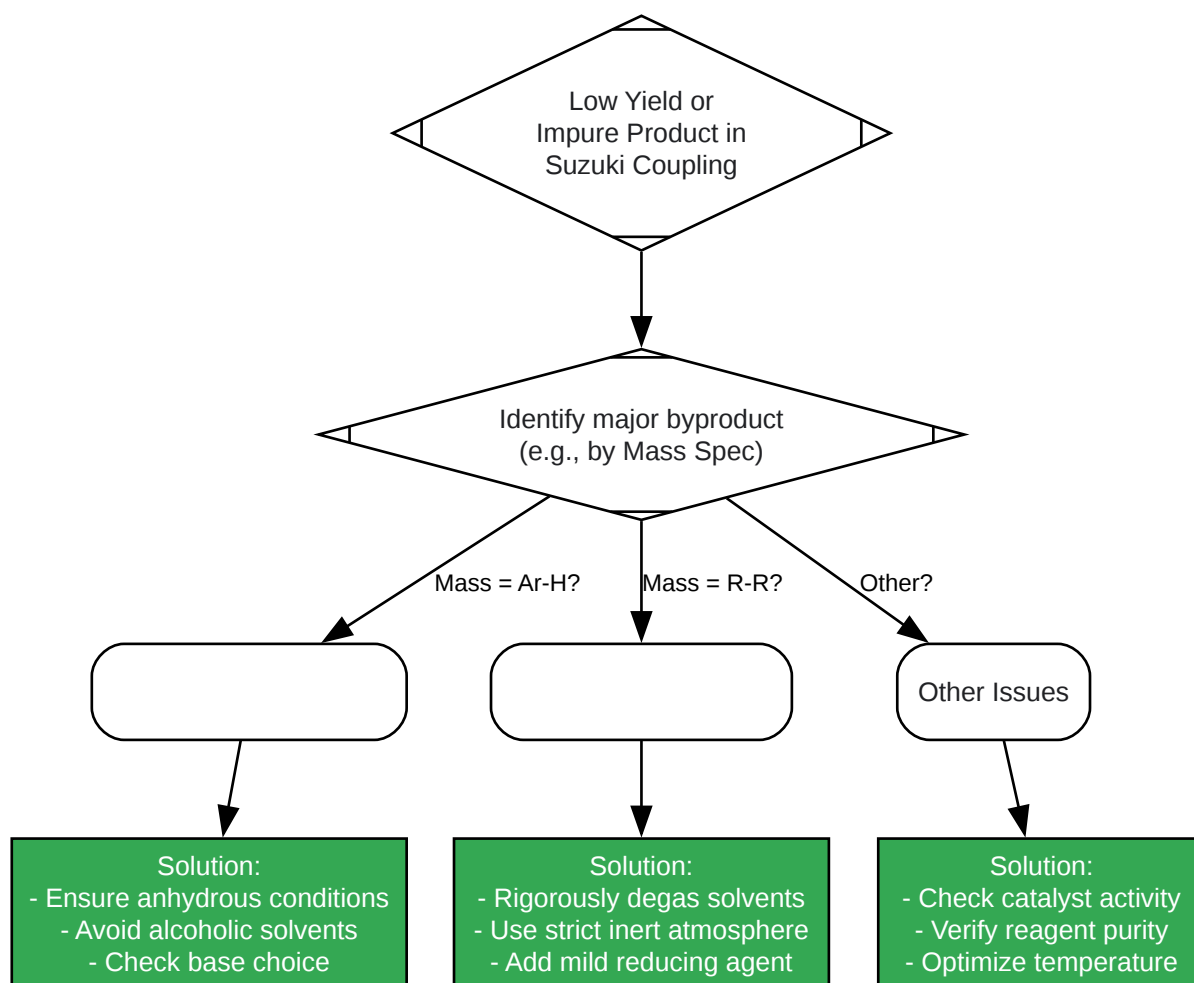 Low Yield or
Impure Product in
Suzuki Coupling
Identify major byproduct
(e.g., by Mass Spec)
Mass = Ar-H?
Mass = R-R?
Other?
Other Issues
Solution:
- Ensure anhydrous conditions
- Avoid alcoholic solvents
- Check base choice
Solution:
- Rigorously degas solvents
- Use strict inert atmosphere
- Add mild reducing agent
Solution:
- Check catalyst activity
- Verify reagent purity
- Optimize temperature